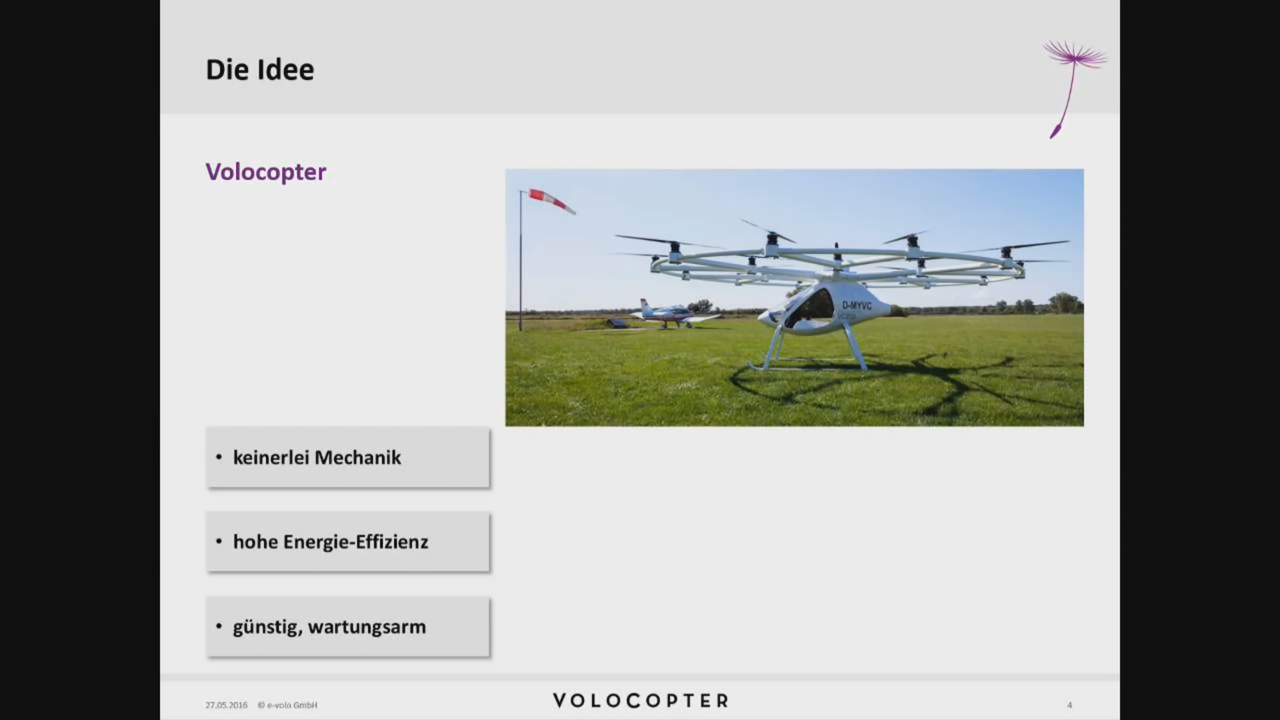 Die Idee
Volocopter
D-MYVC
• keinerlei Mechanik
• hohe Energie-Effizienz
• günstig, wartungsarm
27.05.2016 © e-volo GmbH
VOLOCOPTER
4